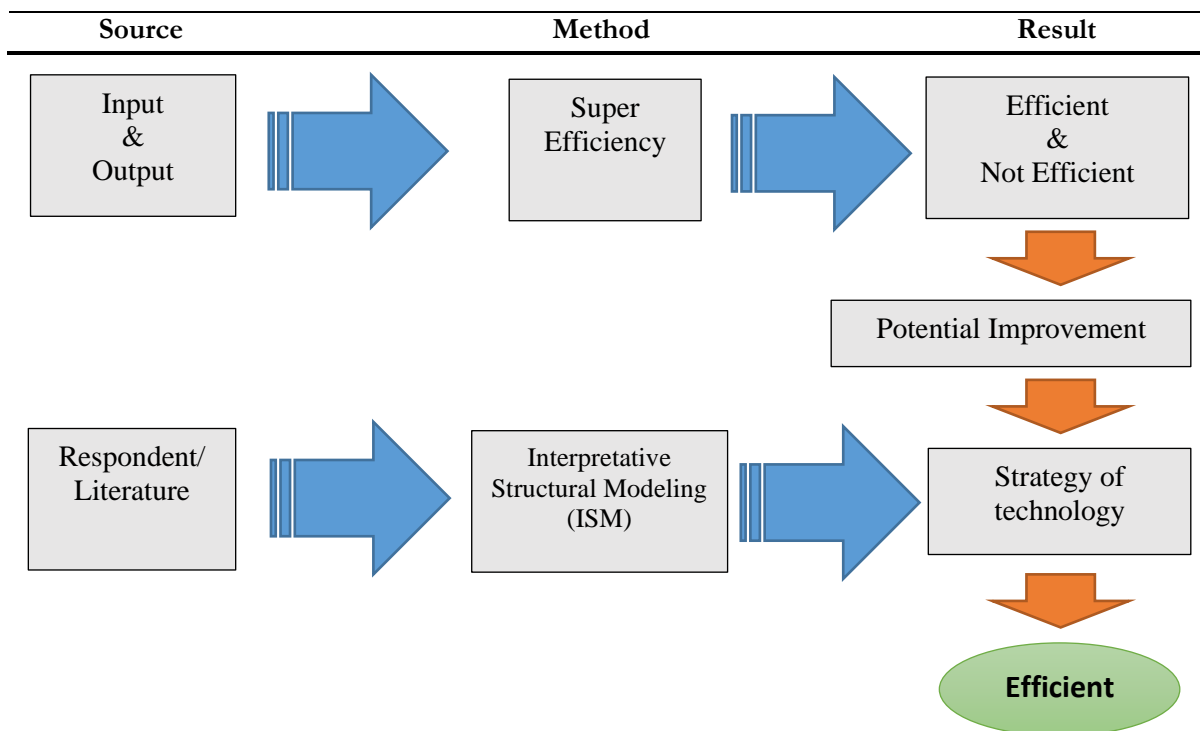 Source
Method
Result
Input
&
Output
Super
Efficiency
Efficient
&
Not Efficient
Potential Improvement
Respondent/
Literature
Interpretative
Structural Modeling
(ISM)
Strategy of
technology
Efficient